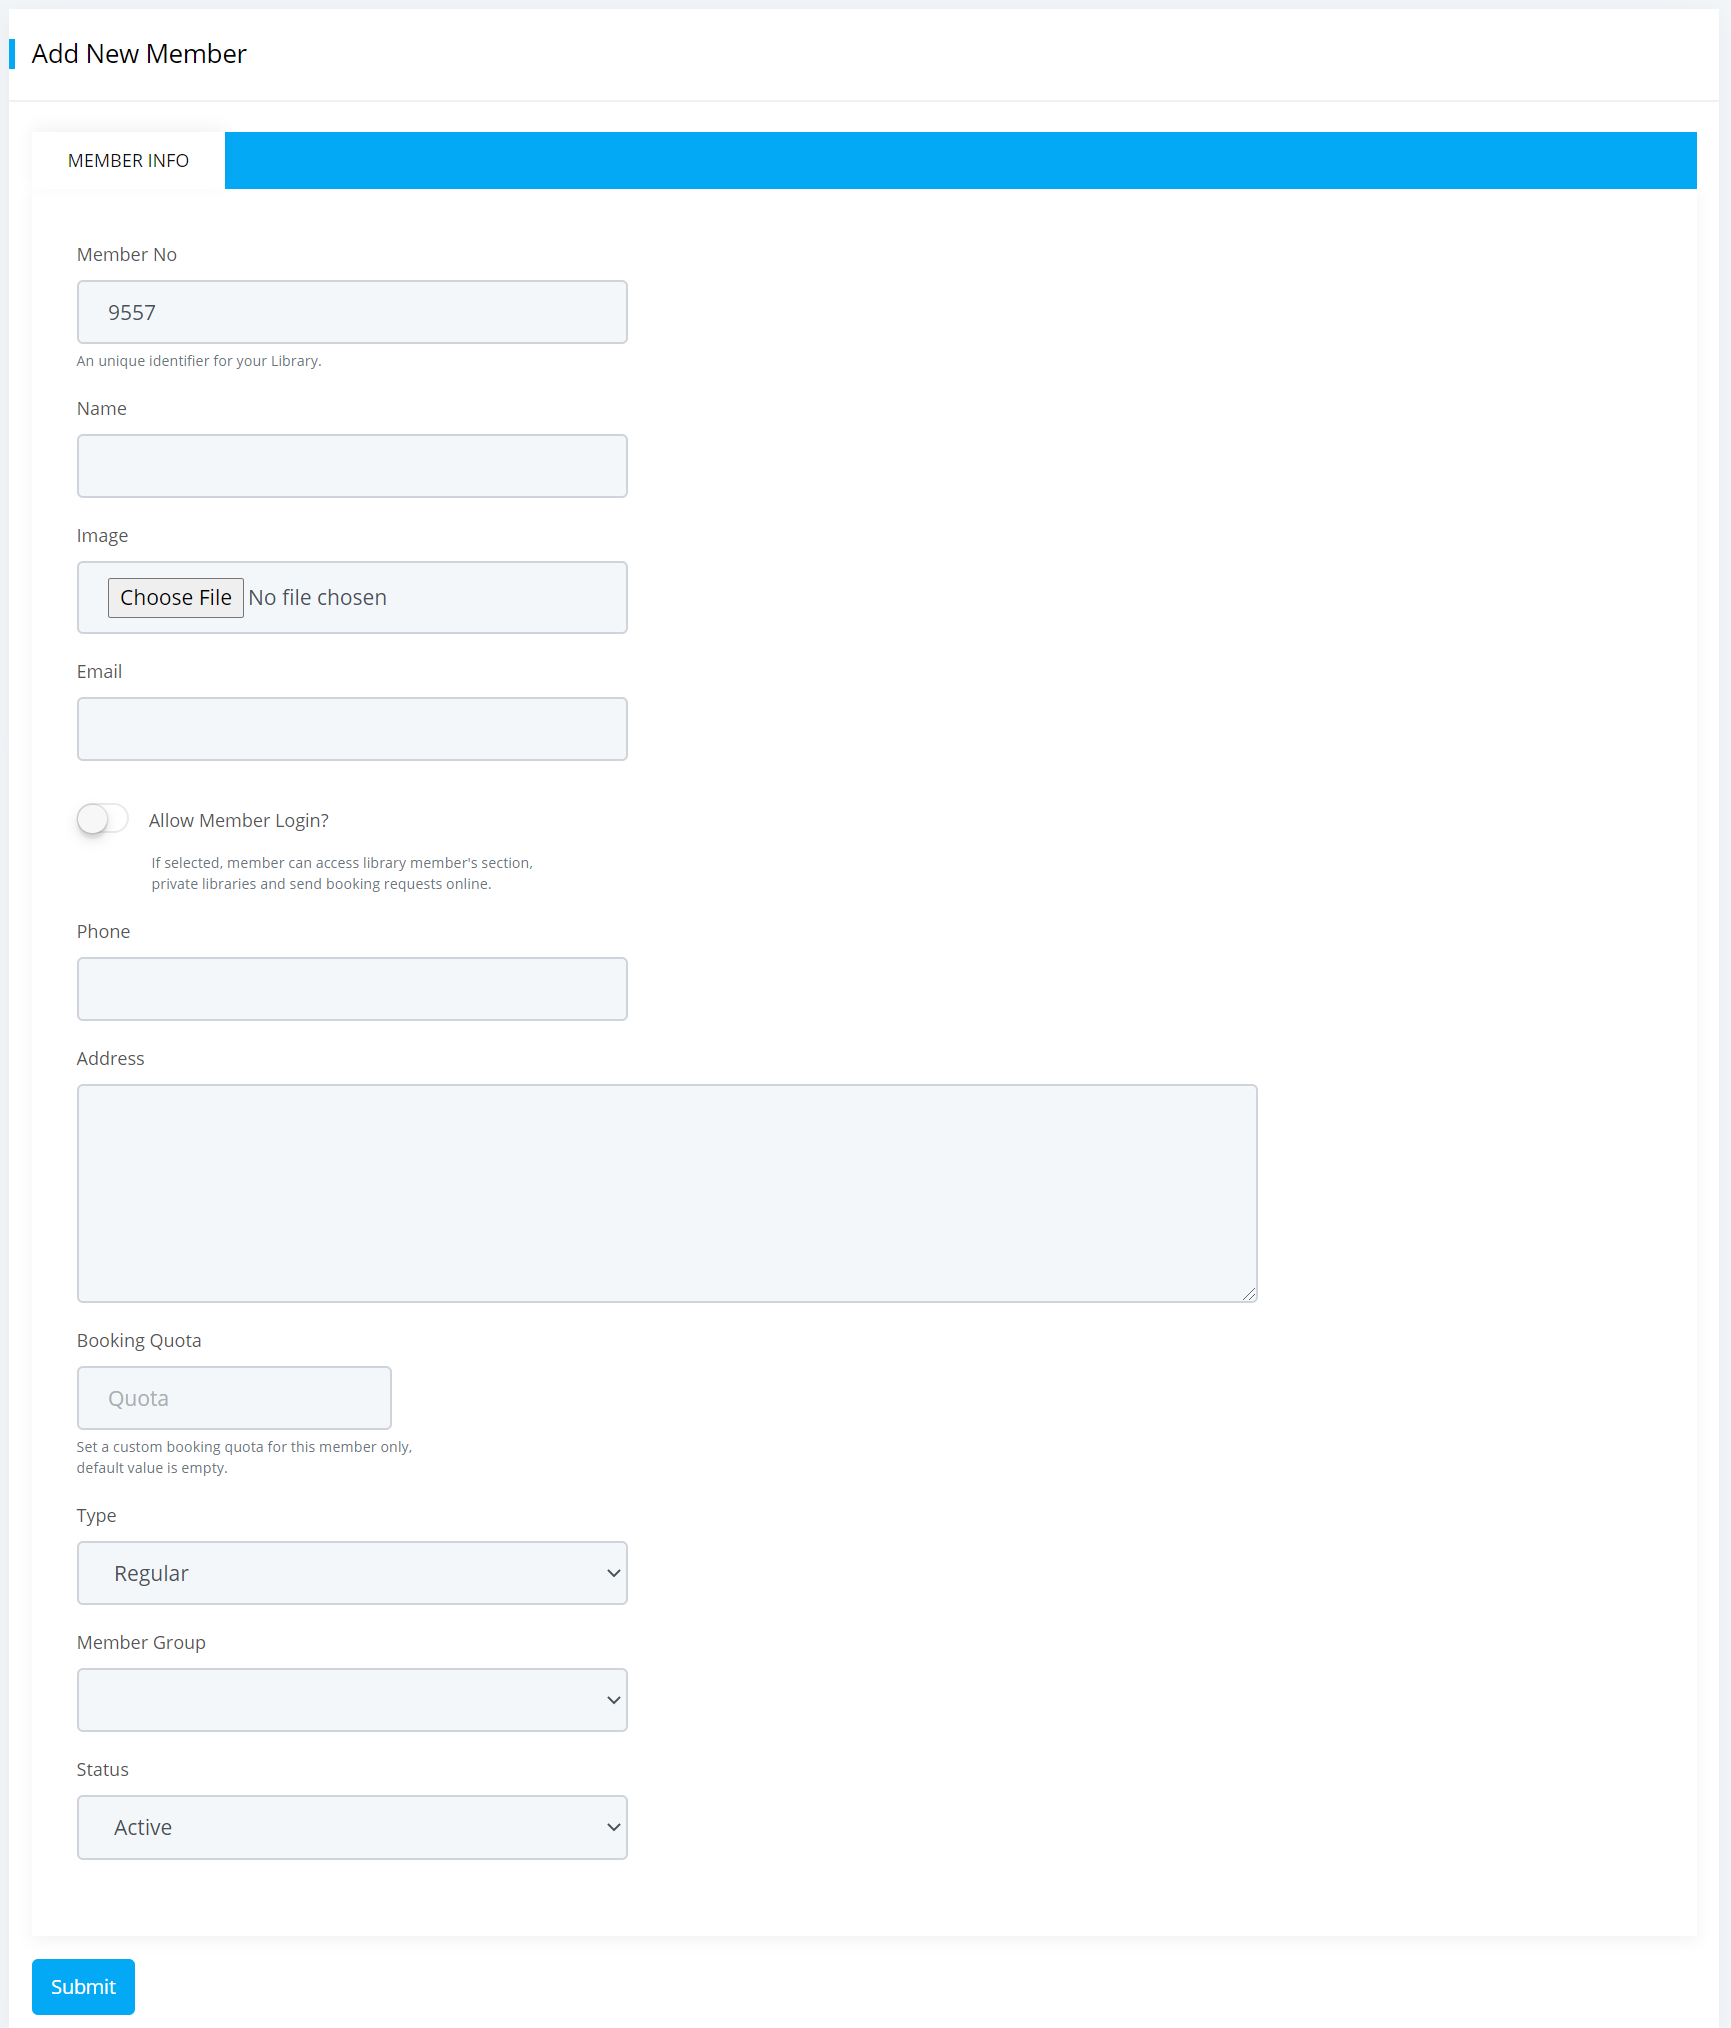 Add New Member
MEMBER INFO
Member No
9557
An unique identifier for your Library.
Name
Image
Choose File No file chosen
Email
Allow Member Login?
If selected, member can access library member's section,
private libraries and send booking requests online.
Phone
Address
Booking Quota
Quota
Set a custom booking quota for this member only,
default value is empty.
Type
Regular
Member Group
Status
Active
Submit